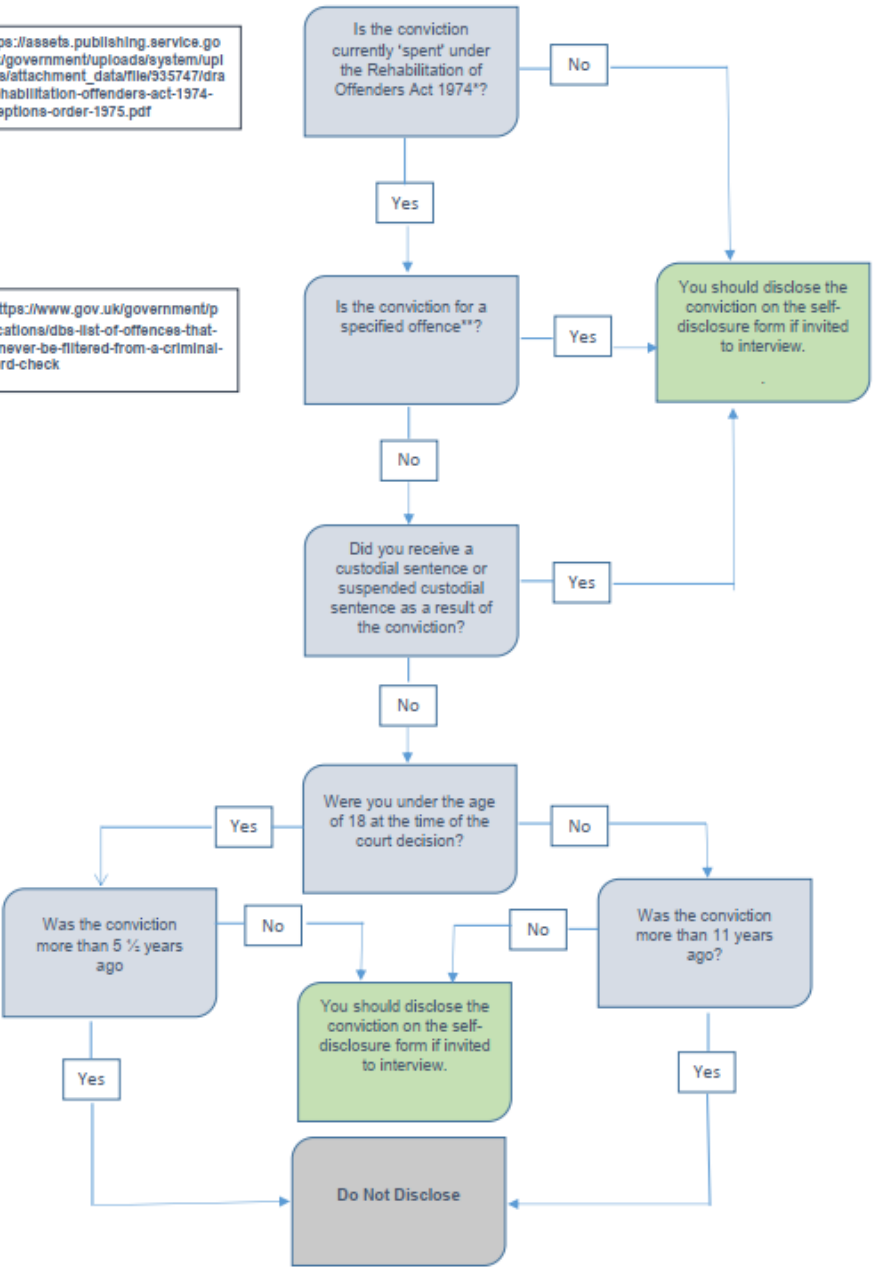 ps://assets.publishing.service.go
:/government/uploads/system/upl
s/attachment_data/file/935747/dra
habilitation-offenders-act-1974-
eptions-order-1975.pdf
Is the conviction
currently 'spent' under
the Rehabilitation of
Offenders Act 1974*?
No
Yes
ttps://www.gov.uk/government/p
cations/dbs-list-of-offences-that-
never-be-filtered-from-a-criminal-
rd-check
Is the conviction for a
specified offence**?
Yes
You should disclose the
conviction on the self-
disclosure form if invited
to interview.
.
No
Did you receive a
custodial sentence or
suspended custodial
sentence as a result of
the conviction?
Yes
No
Were you under the age
of 18 at the time of the
court decision?
Yes
No
Was the conviction
more than 5 ½ years
ago
No
No
Was the conviction
more than 11 years
ago?
You should disclose the
conviction on the self-
disclosure form if invited
to interview.
Yes
Yes
Do Not Disclose